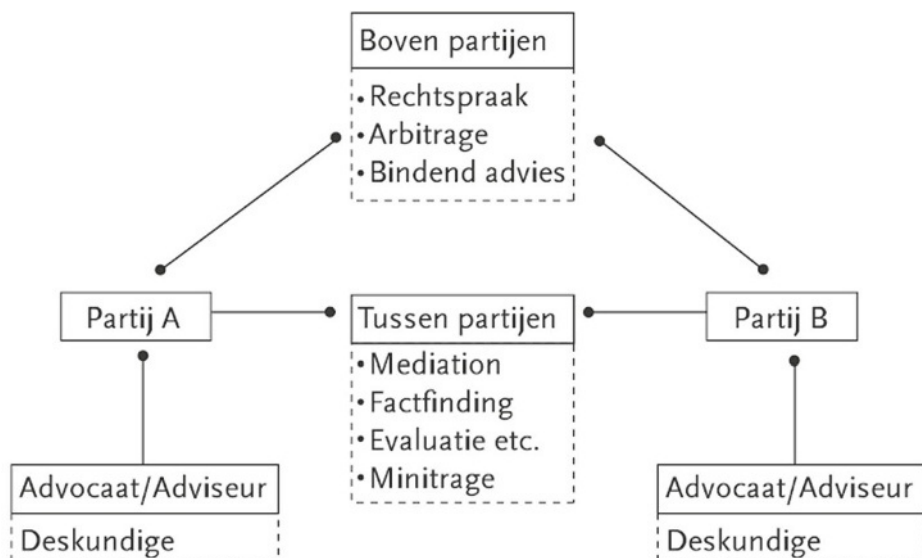 Boven partijen
• Rechtspraak
• Arbitrage
• Bindend advies
Partij A
Tussen partijen
Partij B
• Mediation
• Factfinding
• Evaluatie etc.
• Minitrage
Advocaat/Adviseur
Deskundige
Advocaat/Adviseur
Deskundige